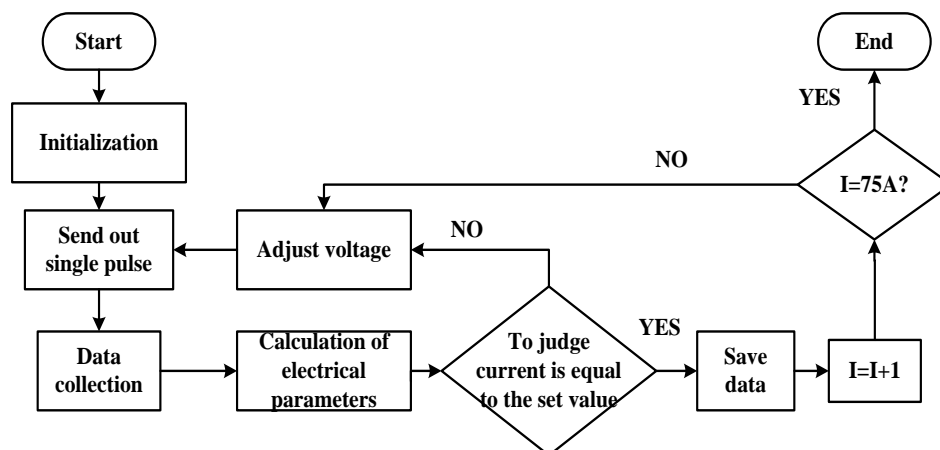 Start
End
YES
Initialization
NO
I=75A?
Send out
single pulse
Adjust voltage
NO
Data
collection
Calculation of
electrical
parameters
To judge
current is equal
to the set value
YES
Save
data
I=I+1